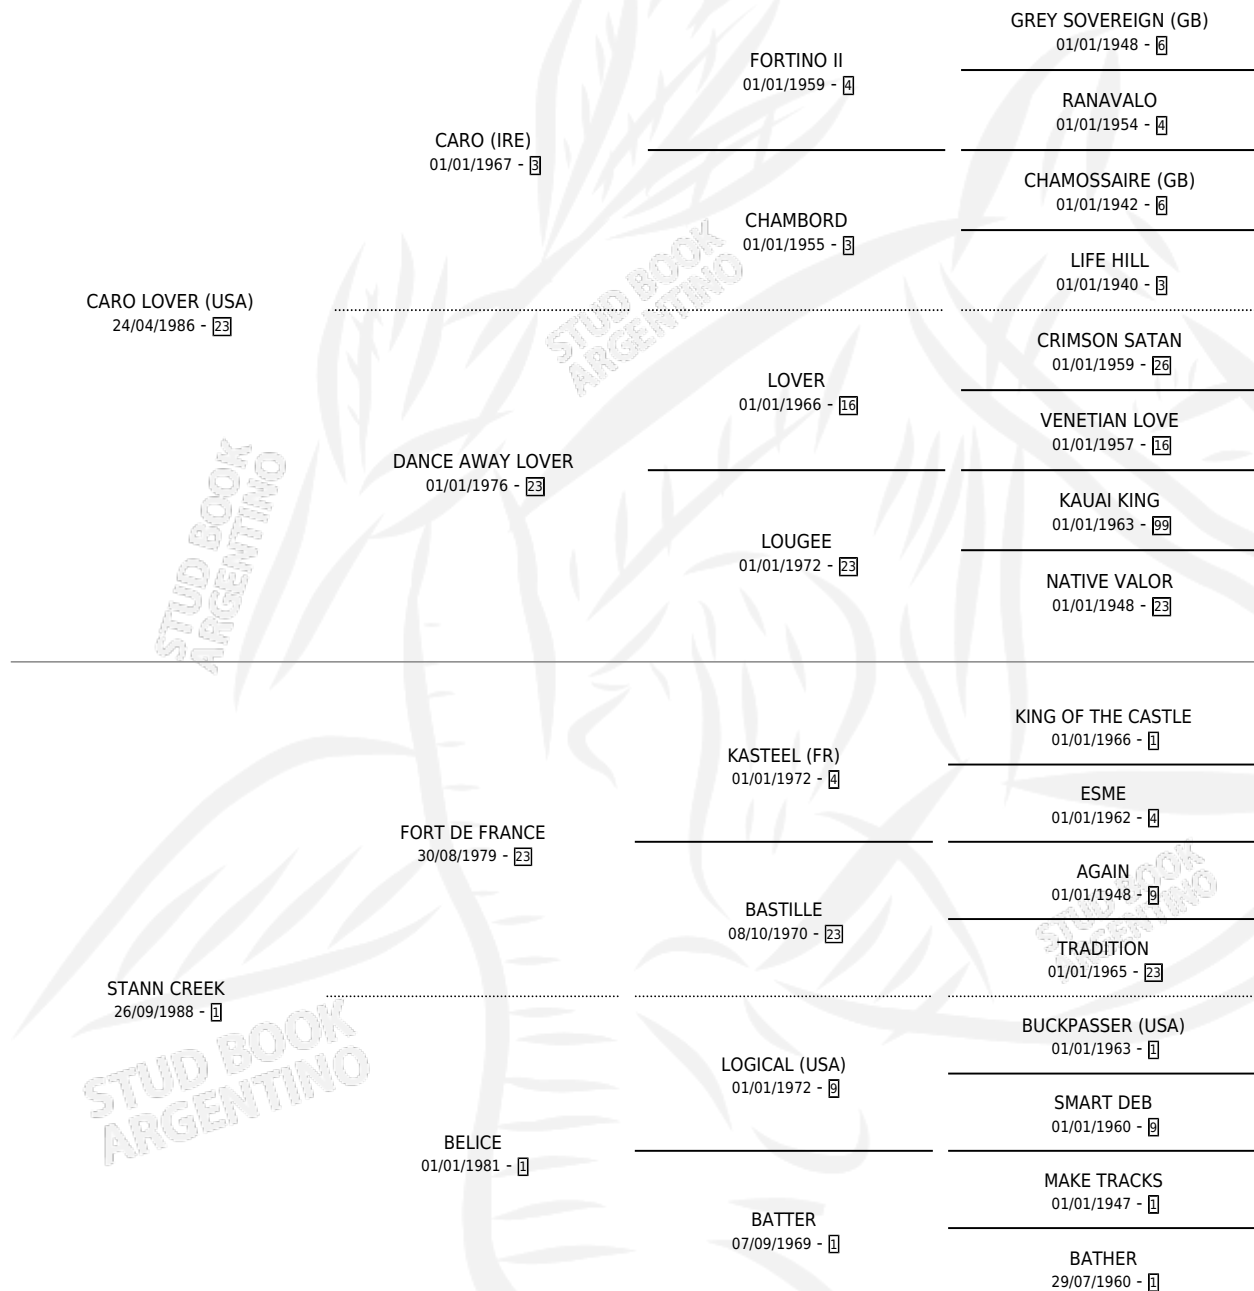 GREY SOVEREIGN (GB)
01/01/1948 - 6
FORTINO II
01/01/1959 - 4
RANAVALO
01/01/1954 - 4
CARO (IRE)
01/01/1967 - 3
CHAMOSSAIRE (GB)
01/01/1942 - 6
CHAMBORD
01/01/1955 - 3
LIFE HILL
01/01/1940 - 3
CARO LOVER (USA)
24/04/1986 - 23
STUD BOOK
ARGENTINO
CRIMSON SATAN
01/01/1959 - 26
LOVER
01/01/1966 - 16
VENETIAN LOVE
01/01/1957 - 16
DANCE AWAY LOVER
01/01/1976 - 23
KAUAI KING
01/01/1963 - 99
LOUGEE
01/01/1972 - 23
NATIVE VALOR
01/01/1948 - 23
STUD BOOK
ARGENTINO
KING OF THE CASTLE
01/01/1966 - 1
KASTEEL (FR)
01/01/1972 - 4
ESME
01/01/1962 - 4
FORT DE FRANCE
30/08/1979 - 23
AGAIN
01/01/1948 - 9
BASTILLE
08/10/1970 - 23
TRADITION
01/01/1965 - 23
STUD BOOK
ARGENTINO
STANN CREEK
26/09/1988 - 1
STUD BOOK
ARGENTINO
BUCKPASSER (USA)
01/01/1963 - 1
LOGICAL (USA)
01/01/1972 - 9
SMART DEB
01/01/1960 - 9
BELICE
01/01/1981 - 1
MAKE TRACKS
01/01/1947 - 1
BATTER
07/09/1969 - 1
BATHER
29/07/1960 - 1